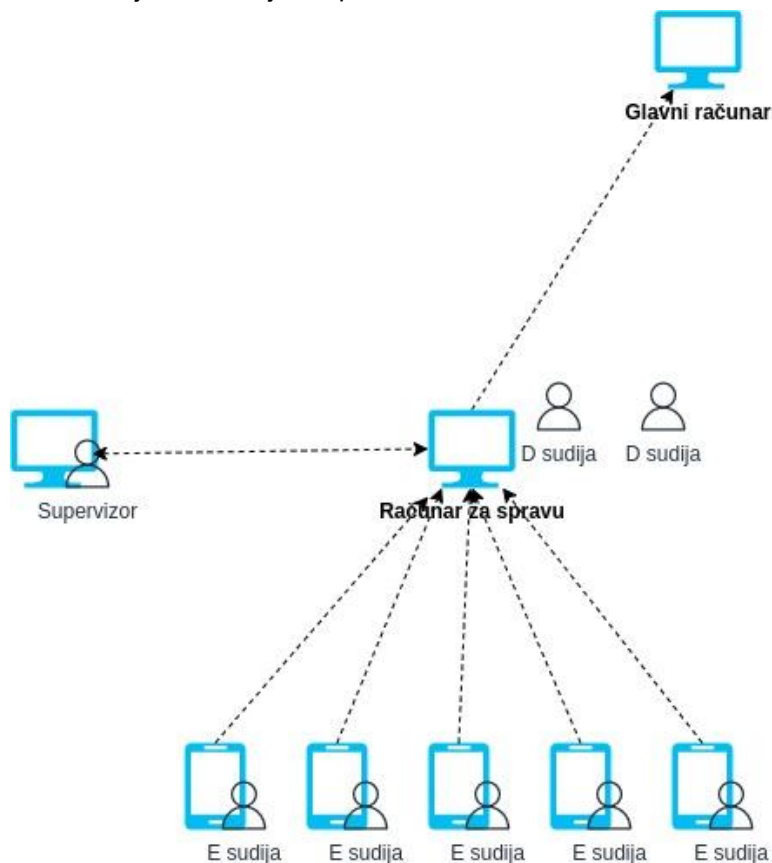 Glavni računar
D sudija D sudija
Supervizor
Računar za spravu
E sudija E sudija E sudija E sudija E sudija